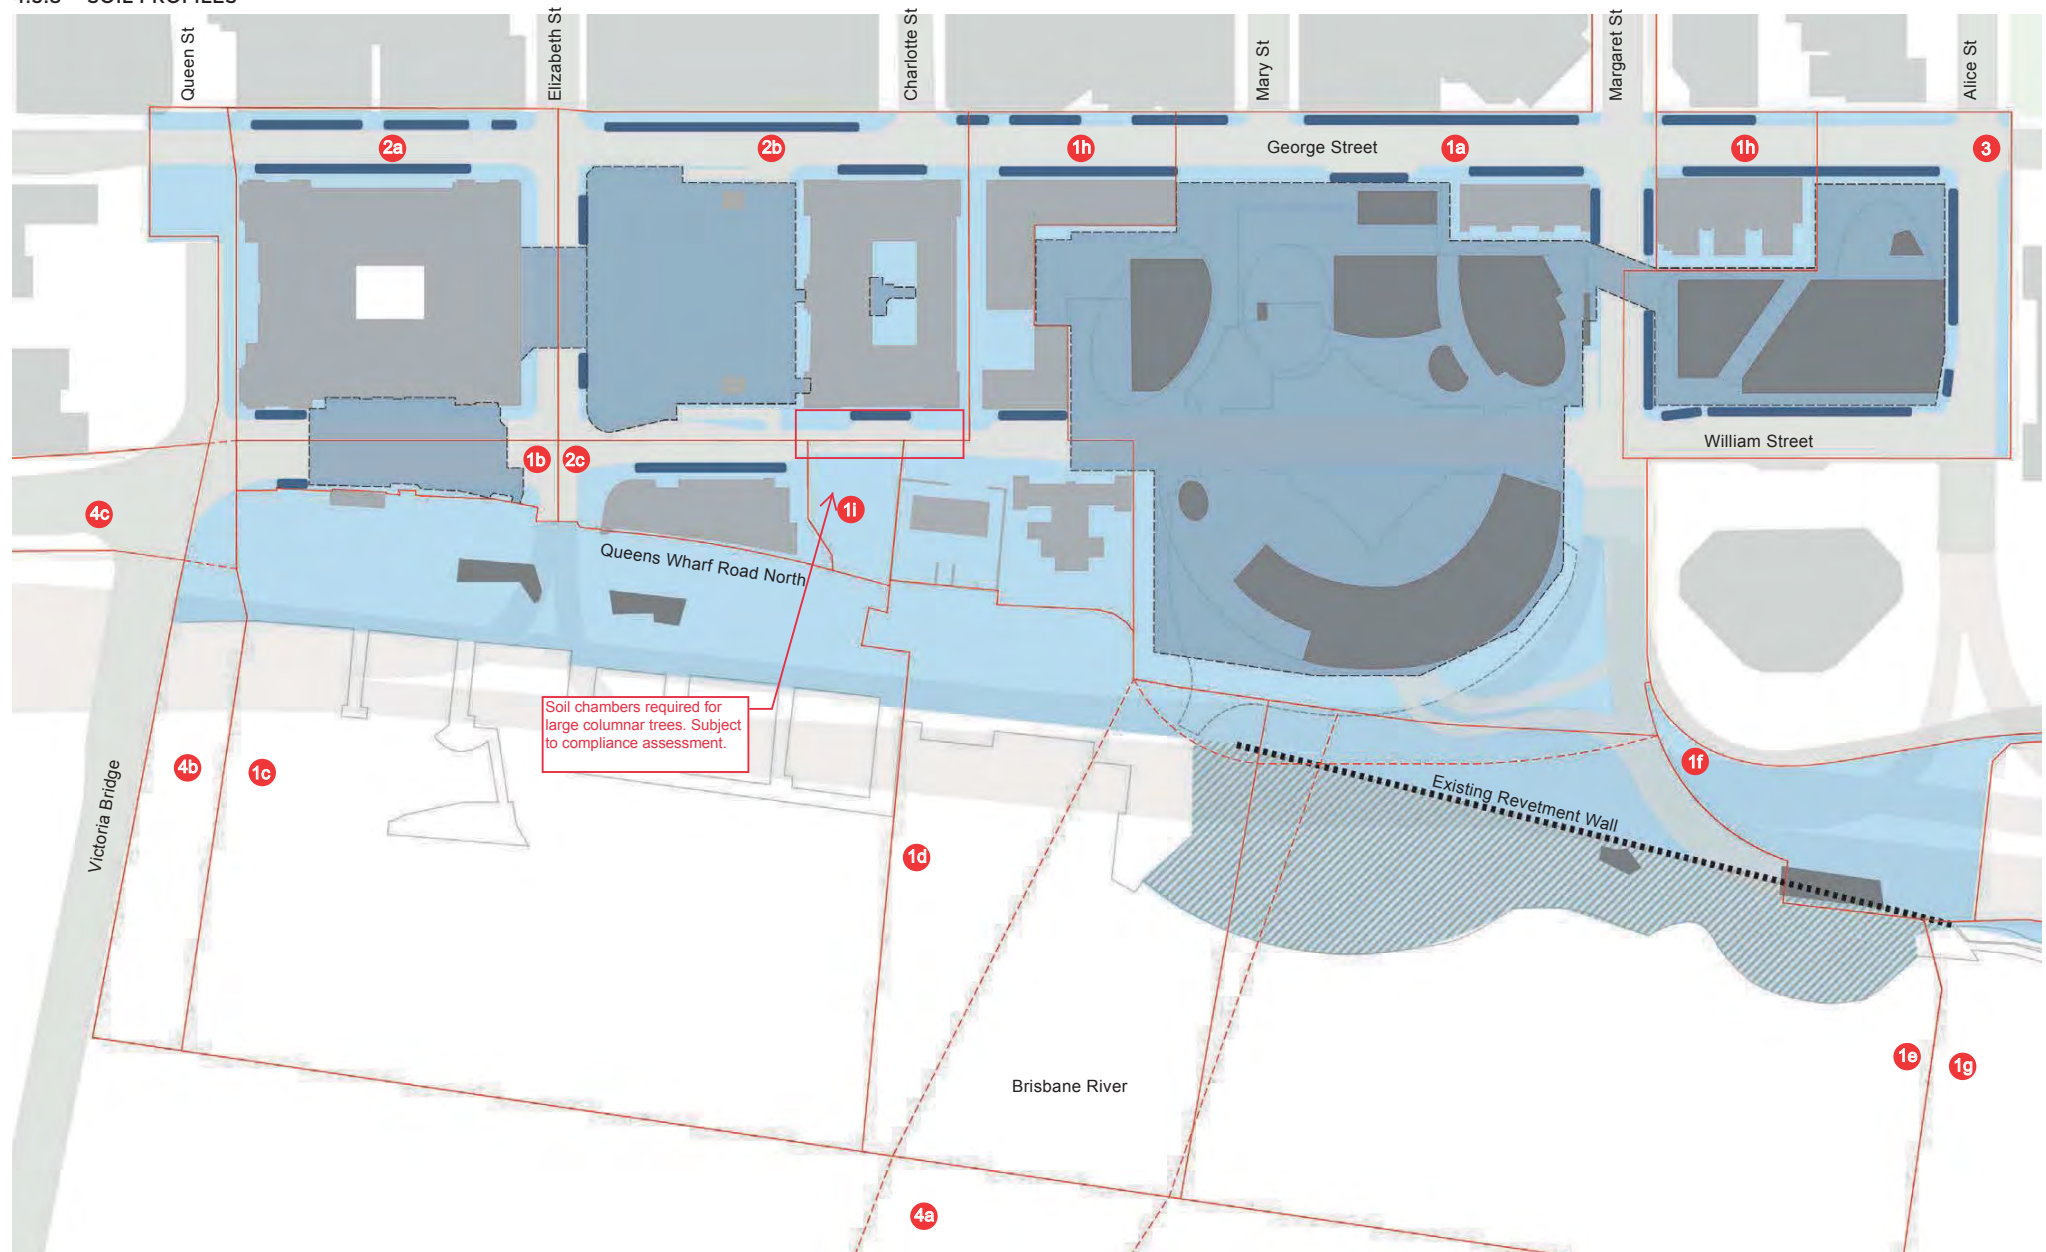 Queen St
Elizabeth St
Charlotte St
Mary St
Margaret St
Alice St
2a
2b
1h
George Street
1a
1h
3
William Street
1b
2c
4c
1i
Queens Wharf Road North
Soil chambers required for
large columnar trees. Subject
to compliance assessment.
4b
1c
1f
Victoria Bridge
Existing Revetment Wall
1d
1e
1g
Brisbane River
4a